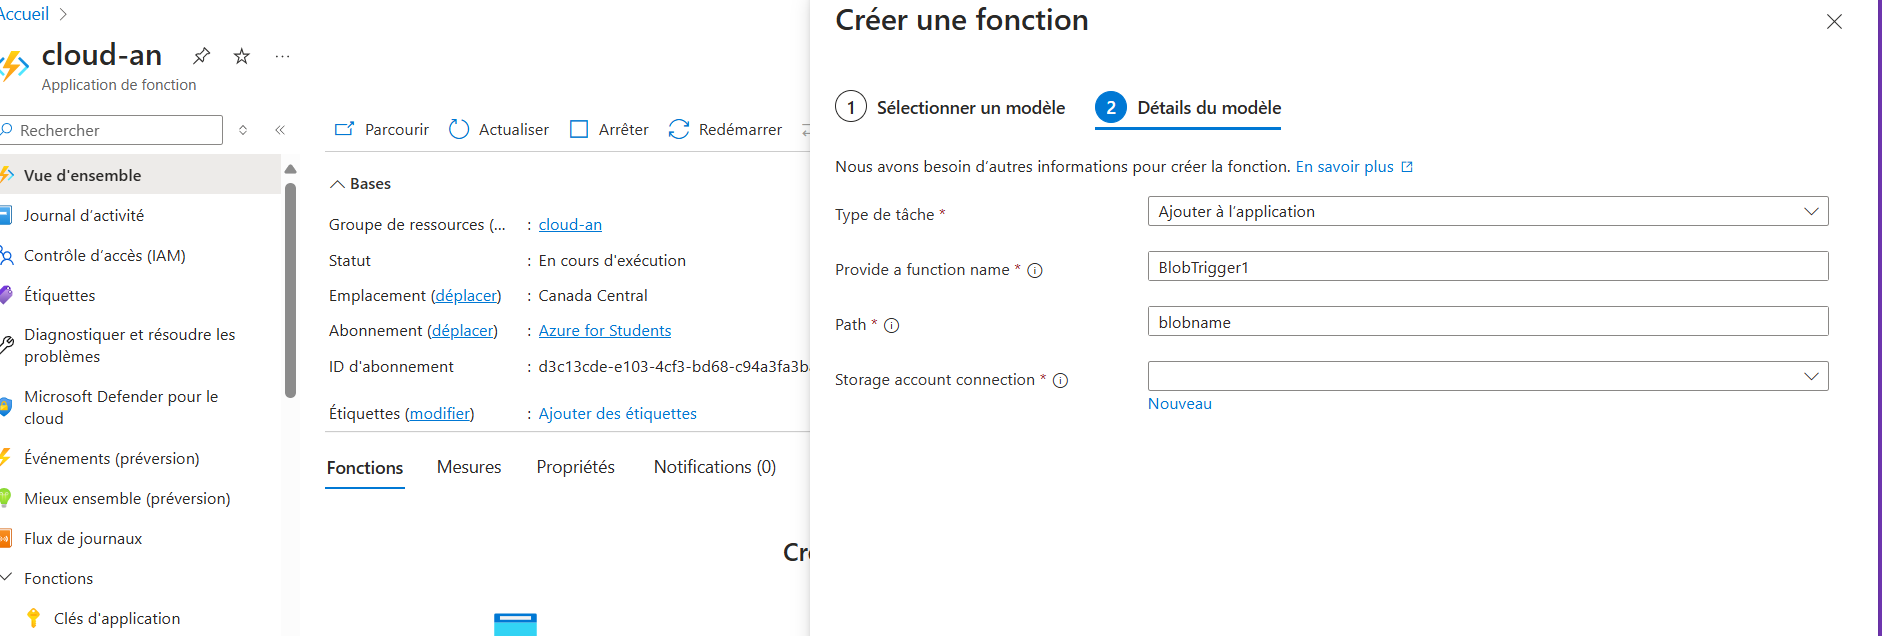 Accueil
cloud-an
Application de fonction
Rechercher
Vue d'ensemble
Journal d’activité
Contrôle d’accès (IAM)
Étiquettes
Diagnostiquer et résoudre les
problèmes
Microsoft Defender pour le
cloud
Événements (préversion)
Mieux ensemble (préversion)
Flux de journaux
Fonctions
Clés d'application
Parcourir Actualiser Arrêter Redémarrer
Bases
Groupe de ressources (... : cloud-an
Statut : En cours d'exécution
Emplacement (déplacer) : Canada Central
Abonnement (déplacer) : Azure for Students
ID d'abonnement : d3c13cde-e103-4cf3-bd68-c94a3fa3b
Étiquettes (modifier) : Ajouter des étiquettes
Fonctions Mesures Propriétés Notifications (0)
Cr
Créer une fonction
1 Sélectionner un modèle 2 Détails du modèle
Nous avons besoin d’autres informations pour créer la fonction. En savoir plus
Type de tâche * Ajouter à l’application
Provide a function name * BlobTrigger1
Path * blobname
Storage account connection *
Nouveau